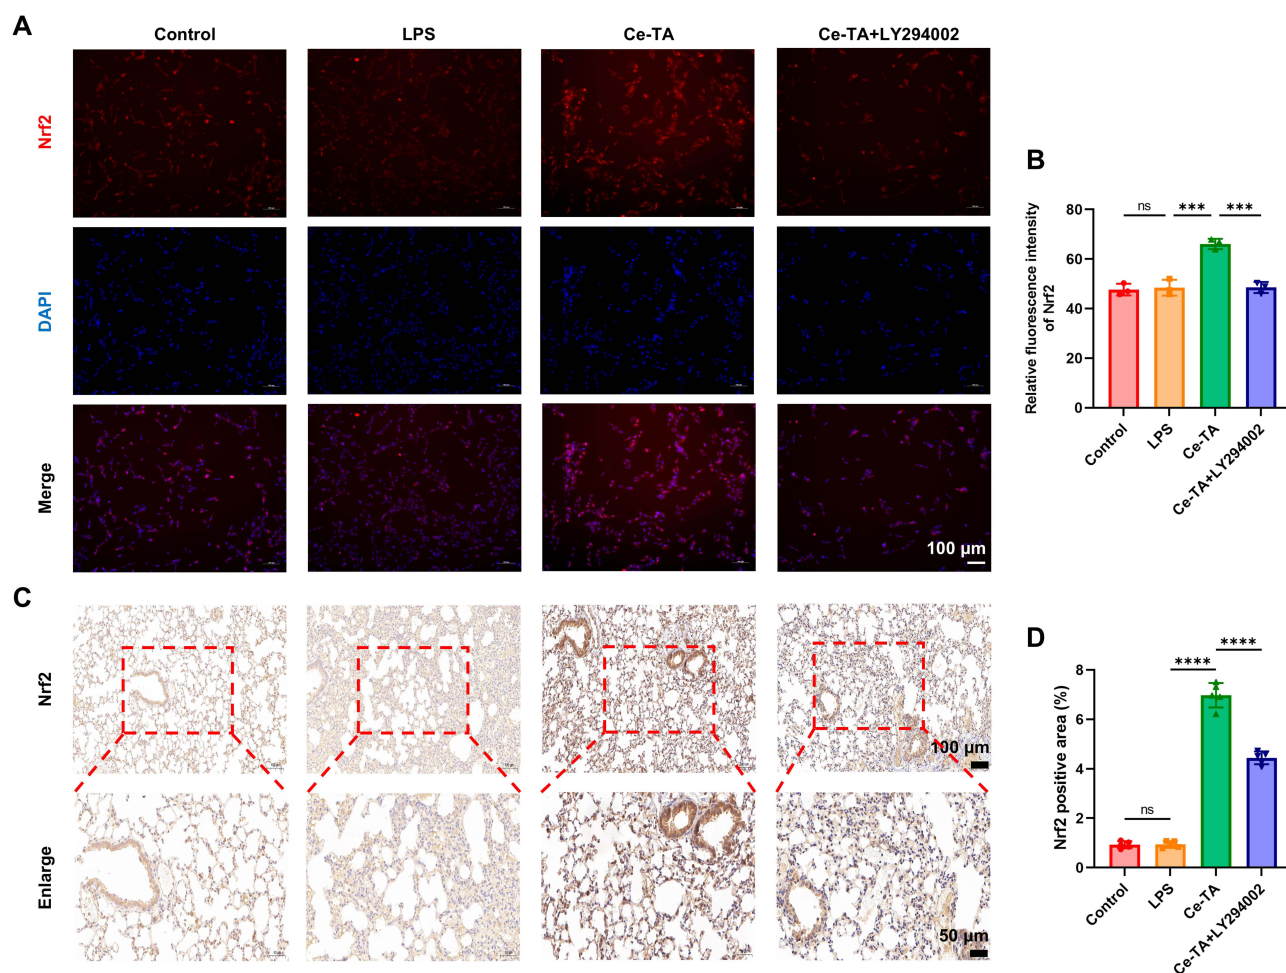 A
Control
LPS
Ce-TA
Ce-TA+LY294002
Nrf2
DAPI
Merge
100 μm
B
Relative fluorescence intensity
of Nrf2
80
60
40
20
0
ns
***
***
Control
LPS
Ce-TA
Ce-TA+LY294002
C
Nrf2
Enlarge
100 μm
50 μm
D
Nrf2 positive area (%)
8
6
4
2
0
ns
****
****
Control
LPS
Ce-TA
Ce-TA+LY294002